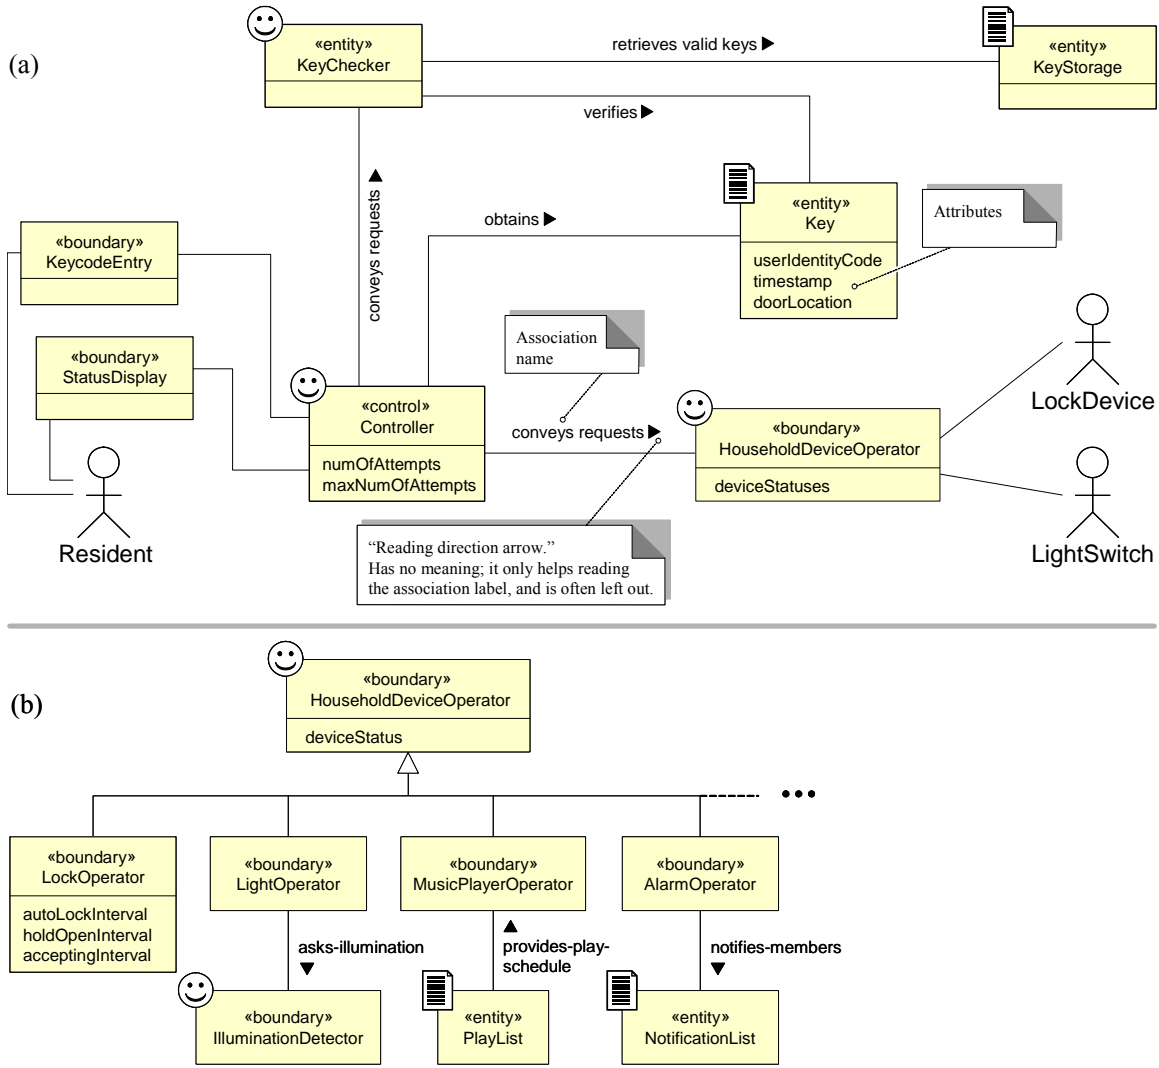 (a)
«entity»
KeyChecker
retrieves valid keys
«entity»
KeyStorage
verifies
conveys requests
«entity»
Key
userIdentityCode
timestamp
doorLocation
Attributes
obtains
«boundary»
KeycodeEntry
«boundary»
StatusDisplay
Association
name
«control»
Controller
numOfAttempts
maxNumOfAttempts
conveys requests
«boundary»
HouseholdDeviceOperator
deviceStatuses
LockDevice
LightSwitch
Resident
“Reading direction arrow.”
Has no meaning; it only helps reading
the association label, and is often left out.
(b)
«boundary»
HouseholdDeviceOperator
deviceStatus
«boundary»
LockOperator
autoLockInterval
holdOpenInterval
acceptingInterval
«boundary»
LightOperator
«boundary»
MusicPlayerOperator
«boundary»
AlarmOperator
asks-illumination
provides-play-
schedule
notifies-members
«boundary»
IlluminationDetector
«entity»
PlayList
«entity»
NotificationList